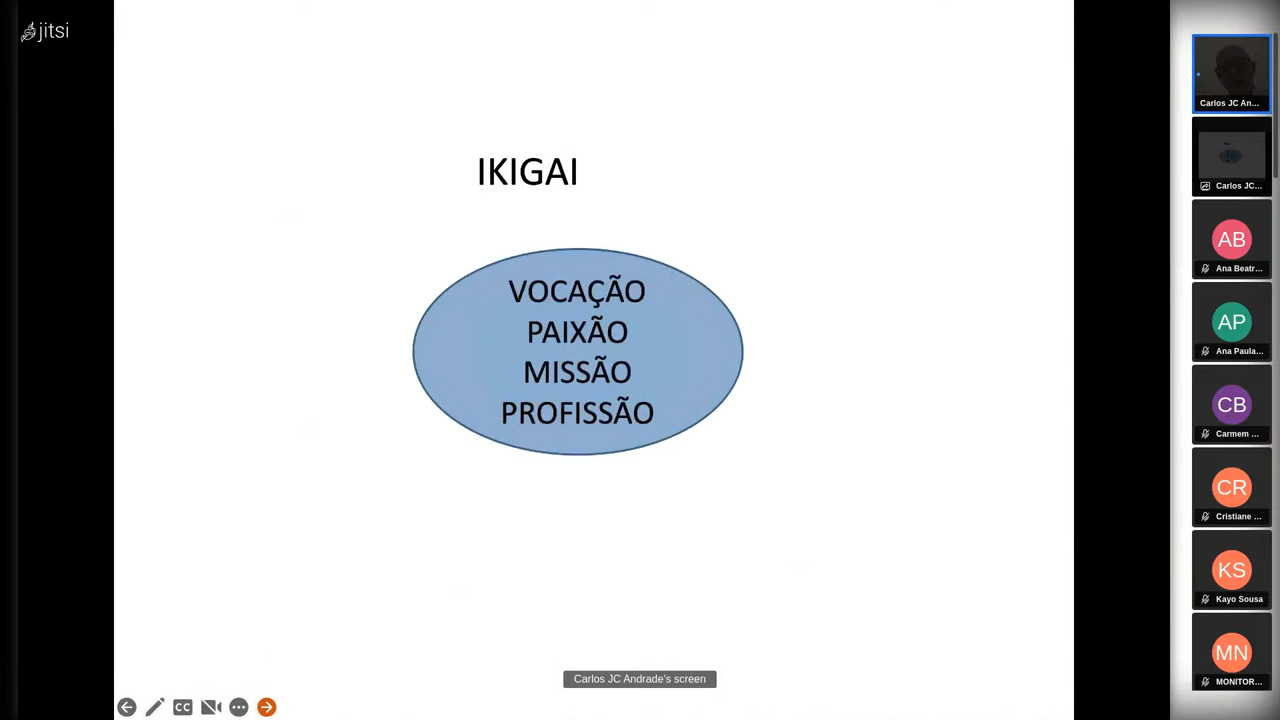 jitsi
IKIGAI
VOCAÇÃO
PAIXÃO
MISSÃO
PROFISSÃO
Carlos JC Andrade's screen
CC
Carlos JC An...
Carlos JC...
AB
Ana Beatr...
AP
Ana Paula...
CB
Carmem ...
CR
Cristiane ...
KS
Kayo Sousa
MN
MONITOR...